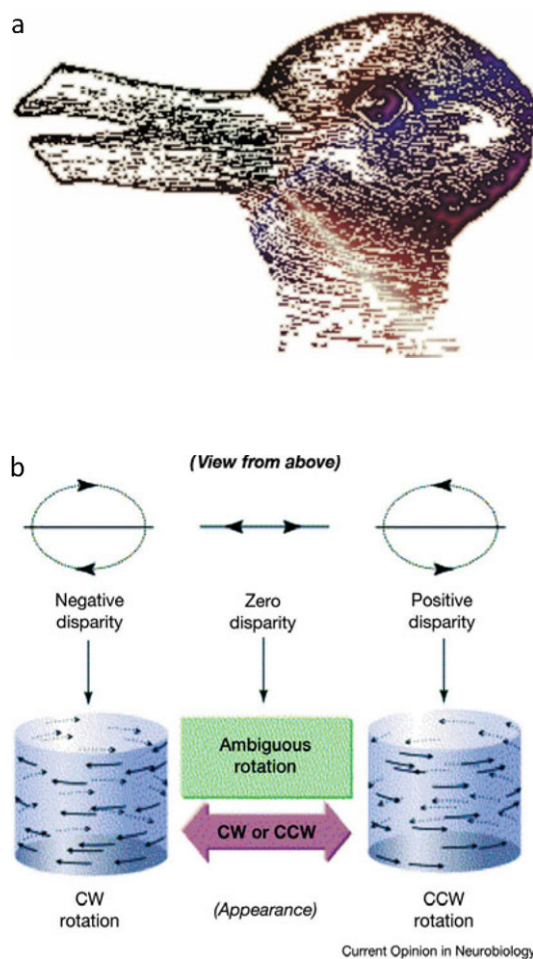 a
b
(View from above)
Negative
disparity
Zero
disparity
Positive
disparity
Ambiguous
rotation
CW or CCW
CW
rotation
(Appearance)
CCW
rotation
Current Opinion in Neurobiology